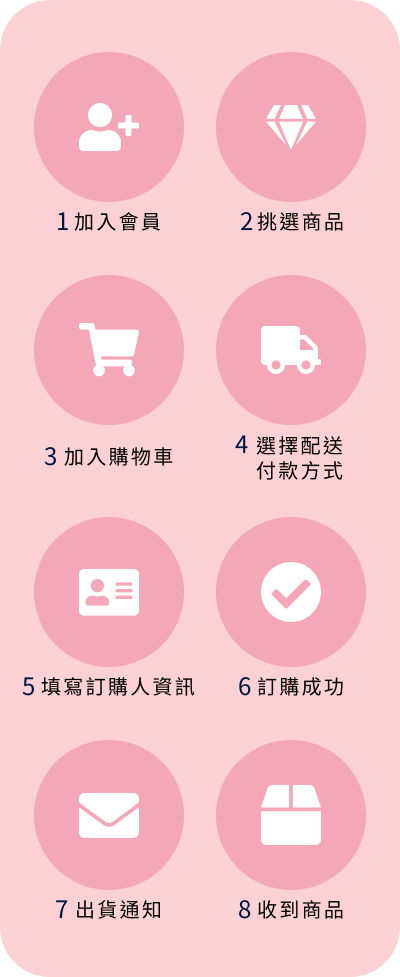 1 加入會員
2 挑選商品
3 加入購物車
4 選擇配送
付款方式
5 填寫訂購人資訊
6 訂購成功
7 出貨通知
8 收到商品